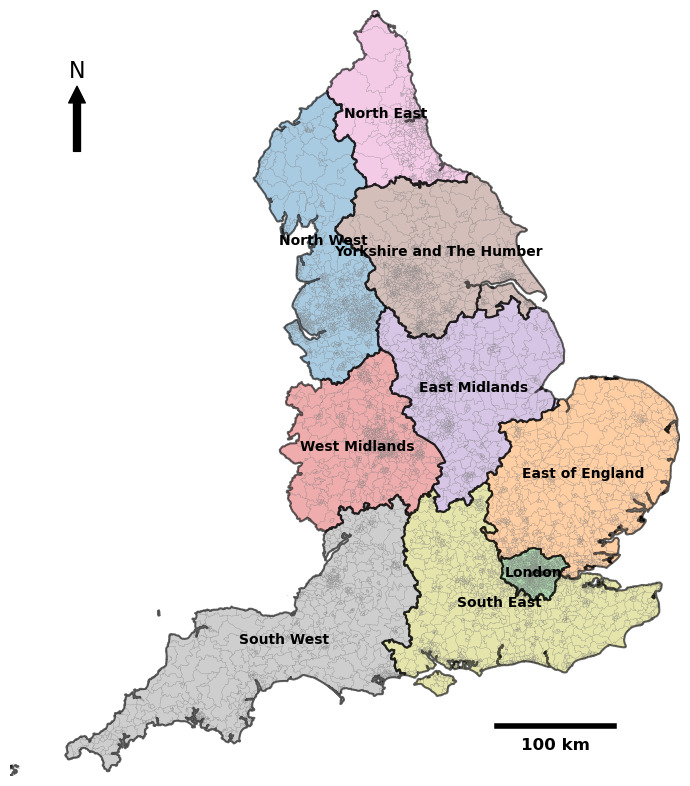 N
North East
North West
Yorkshire and The Humber
East Midlands
West Midlands
East of England
London
South East
South West
100 km